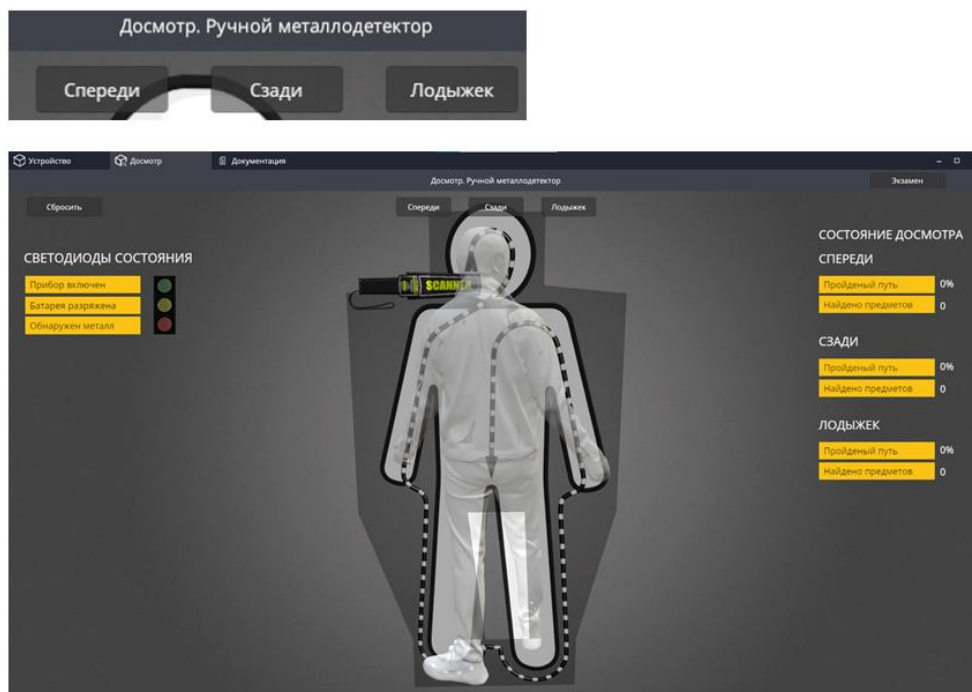 Досмотр. Ручной металлодетектор
Спереди Сзади Лодыжек
Устройство Досмотр Документация
Досмотр. Ручной металлодетектор Экзамен
Сбросить Спереди Сзади Лодыжек
СВЕТОДИОДЫ СОСТОЯНИЯ
Прибор включен
Батарея разряжена
Обнаружен металл
SCANNER
СОСТОЯНИЕ ДОСМОТРА
СПЕРЕДИ
Пройденый путь 0%
Найдено предметов 0
СЗАДИ
Пройденый путь 0%
Найдено предметов 0
ЛОДЫЖЕК
Пройденый путь 0%
Найдено предметов 0